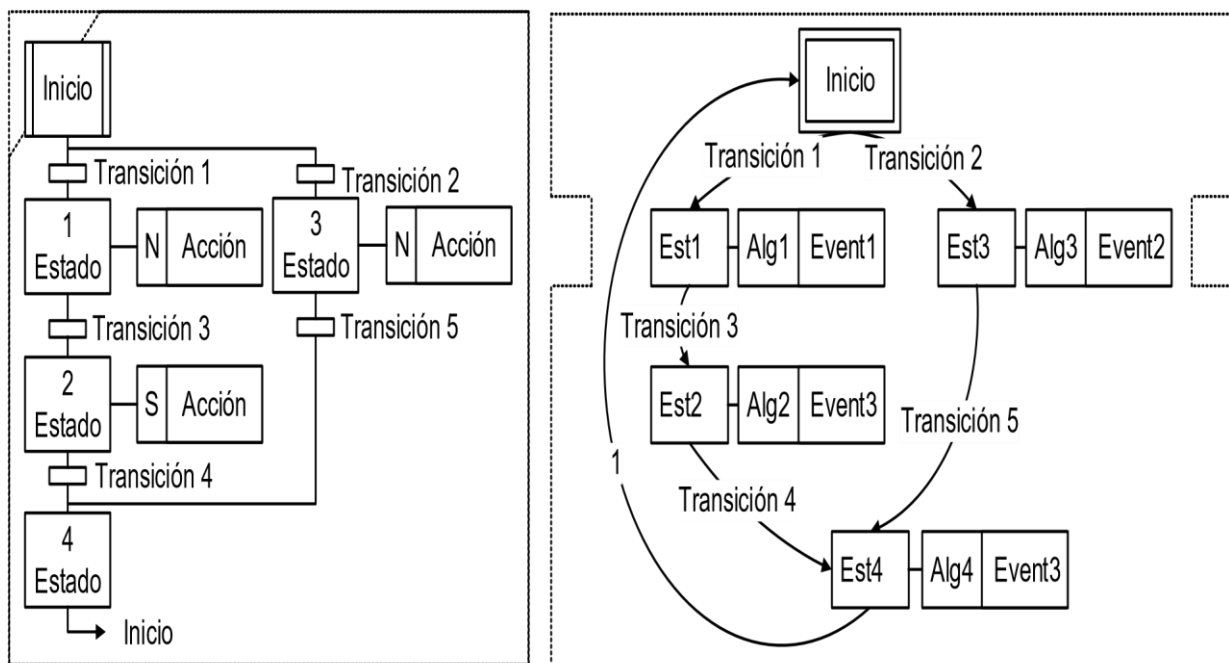 Inicio
Transición 1
Transición 2
1
Estado
N
Acción
3
Estado
N
Acción
Transición 3
Transición 5
2
Estado
S
Acción
Transición 4
4
Estado
Inicio
Inicio
Transición 1
Transición 2
Est1
Alg1
Event1
Est3
Alg3
Event2
Transición 3
Est2
Alg2
Event3
Transición 5
1
Transición 4
Est4
Alg4
Event3